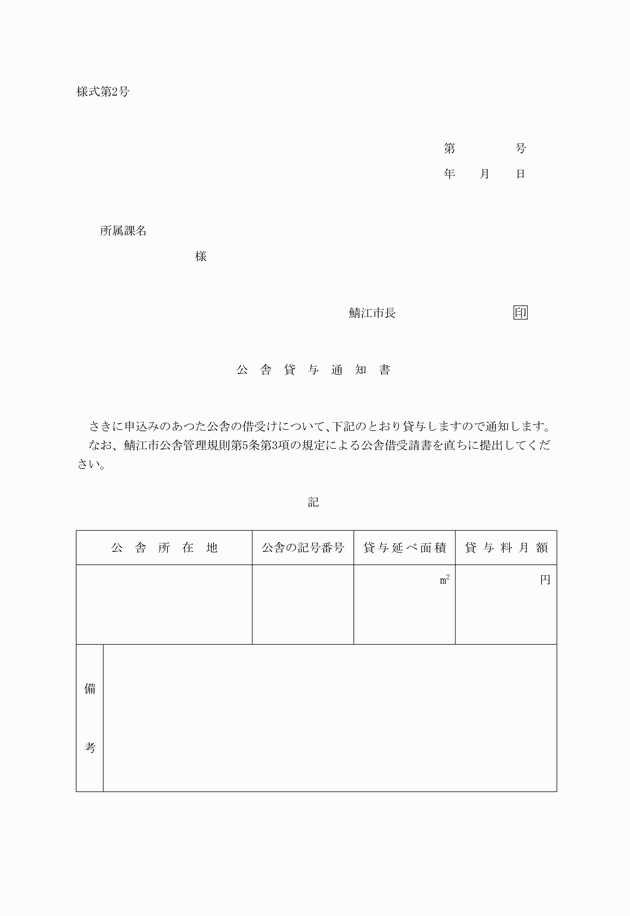 様式第2号
第　　　　　号
年　　月　　日
所属課名
様
鯖江市長　　　　　　　　　　印
公　舎　貸　与　通　知　書
さきに申込みのあつた公舎の借受けについて、下記のとおり貸与しますので通知します。
なお、鯖江市公舎管理規則第5条第3項の規定による公舎借受請書を直ちに提出してくだ
さい。
記
公　舎　所　在　地　公舎の記号番号　貸与延べ面積　貸与料月額
m²　円
備
考